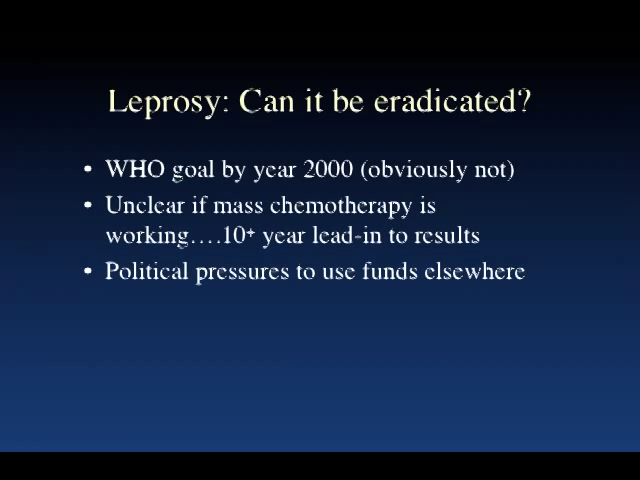 Leprosy: Can it be eradicated?
• WHO goal by year 2000 (obviously not)
• Unclear if mass chemotherapy is
working….10⁺ year lead-in to results
• Political pressures to use funds elsewhere